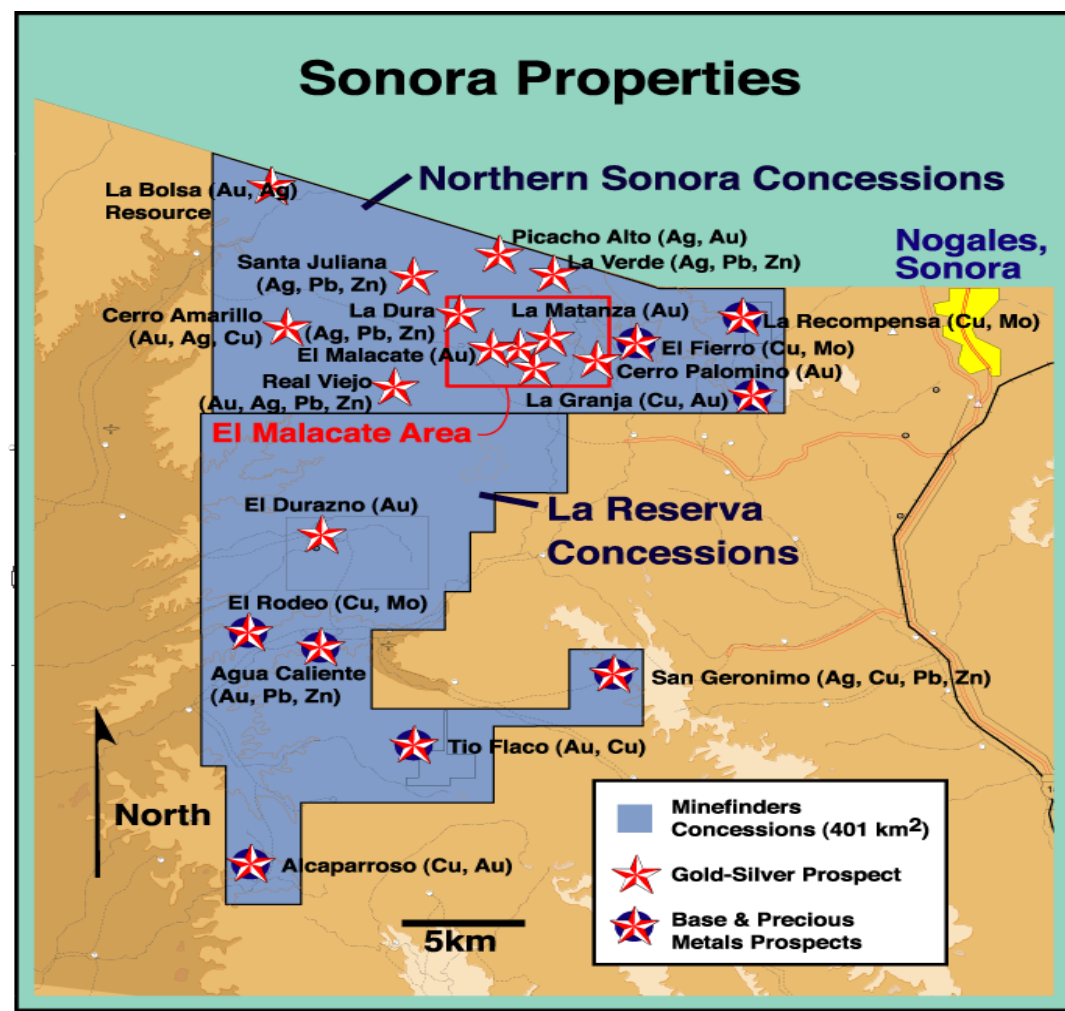 Sonora Properties
La Bolsa (Au, Ag)
Resource
Northern Sonora Concessions
Picacho Alto (Ag, Au)
La Verde (Ag, Pb, Zn)
Nogales,
Sonora
Santa Juliana
(Ag, Pb, Zn)
La Dura
(Ag, Pb, Zn)
La Matanza (Au)
Cerro Amarillo
(Au, Ag, Cu)
La Recompensa (Cu, Mo)
El Malacate (Au)
El Fierro (Cu, Mo)
Cerro Palomino (Au)
Real Viejo
(Au, Ag, Pb, Zn)
La Granja (Cu, Au)
El Malacate Area
El Durazno (Au)
La Reserva
Concessions
El Rodeo (Cu, Mo)
Agua Caliente
(Au, Pb, Zn)
San Geronimo (Ag, Cu, Pb, Zn)
Tio Flaco (Au, Cu)
North
Alcaparroso (Cu, Au)
5km
Minefinders
Concessions (401 km²)
Gold-Silver Prospect
Base & Precious
Metals Prospects